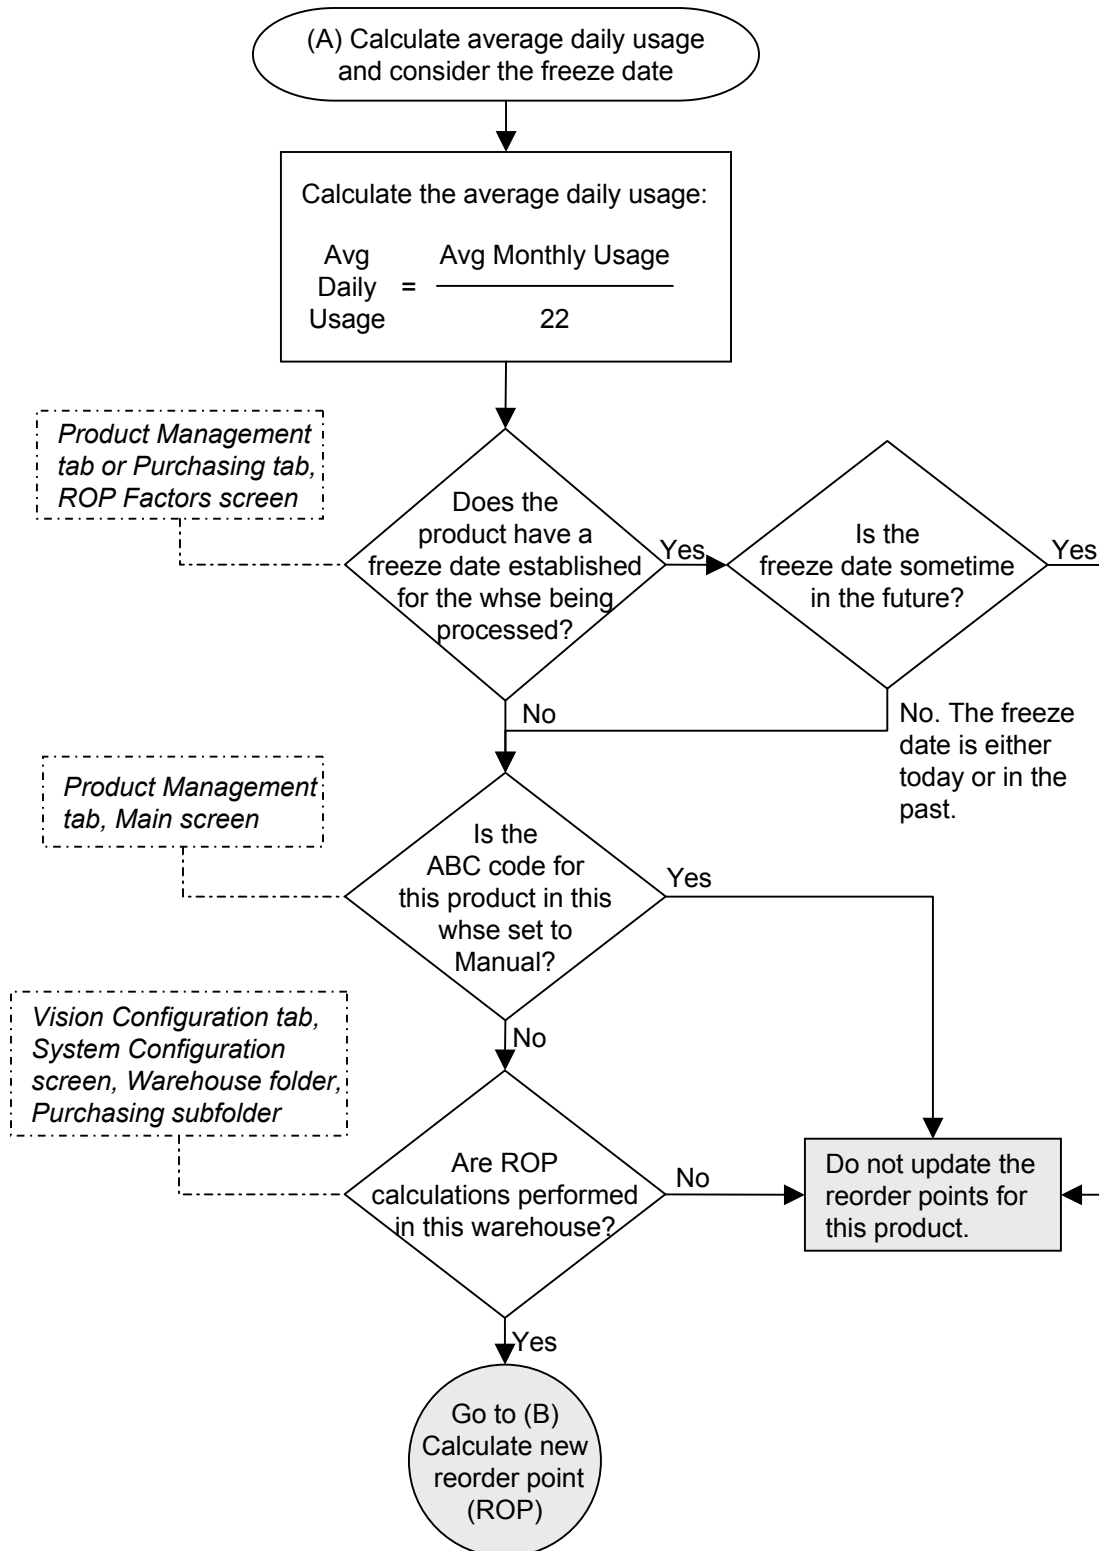 (A) Calculate average daily usage
and consider the freeze date
Calculate the average daily usage:
Avg
Daily
Usage
=
Avg Monthly Usage
22
Product Management
tab or Purchasing tab,
ROP Factors screen
Does the
product have a
freeze date established
for the whse being
processed?
Yes
Is the
freeze date sometime
in the future?
Yes
No
No. The freeze
date is either
today or in the
past.
Product Management
tab, Main screen
Is the
ABC code for
this product in this
whse set to
Manual?
Yes
No
Vision Configuration tab,
System Configuration
screen, Warehouse folder,
Purchasing subfolder
Are ROP
calculations performed
in this warehouse?
No
Do not update the
reorder points for
this product.
Yes
Go to (B)
Calculate new
reorder point
(ROP)